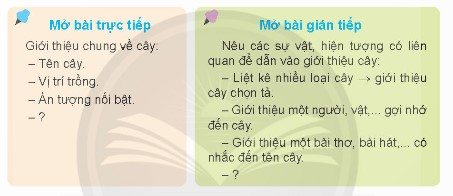 Mở bài trực tiếp
Giới thiệu chung về cây:
– Tên cây.
– Vị trí trồng.
– Ấn tượng nổi bật.
– ?
Mở bài gián tiếp
Nêu các sự vật, hiện tượng có liên
quan để dẫn vào giới thiệu cây:
– Liệt kê nhiều loại cây → giới thiệu
cây chọn tả.
– Giới thiệu một người, vật,... gợi nhớ
đến cây.
– Giới thiệu một bài thơ, bài hát,... có
nhắc đến tên cây.
– ?